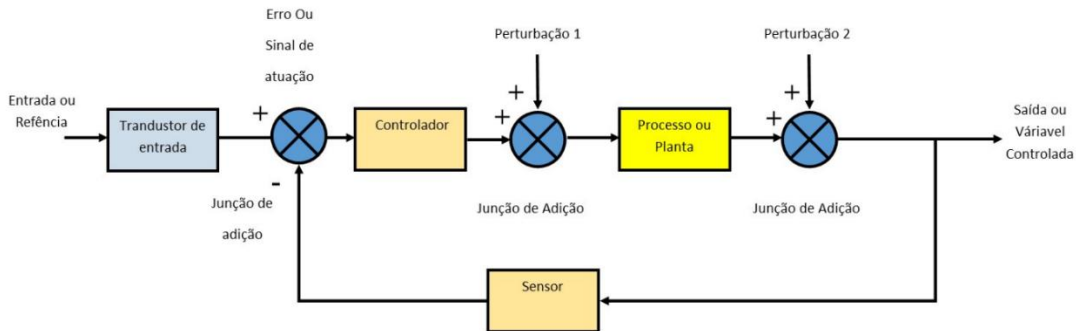 Erro Ou
Sinal de
atuação
Perturbação 1
Perturbação 2
Entrada ou
Refência
+
Trandustor de
entrada
Controlador
+
+
Processo ou
Planta
+
+
Saída ou
Váriavel
Controlada
-
Junção de
adição
Junção de Adição
Junção de Adição
Sensor